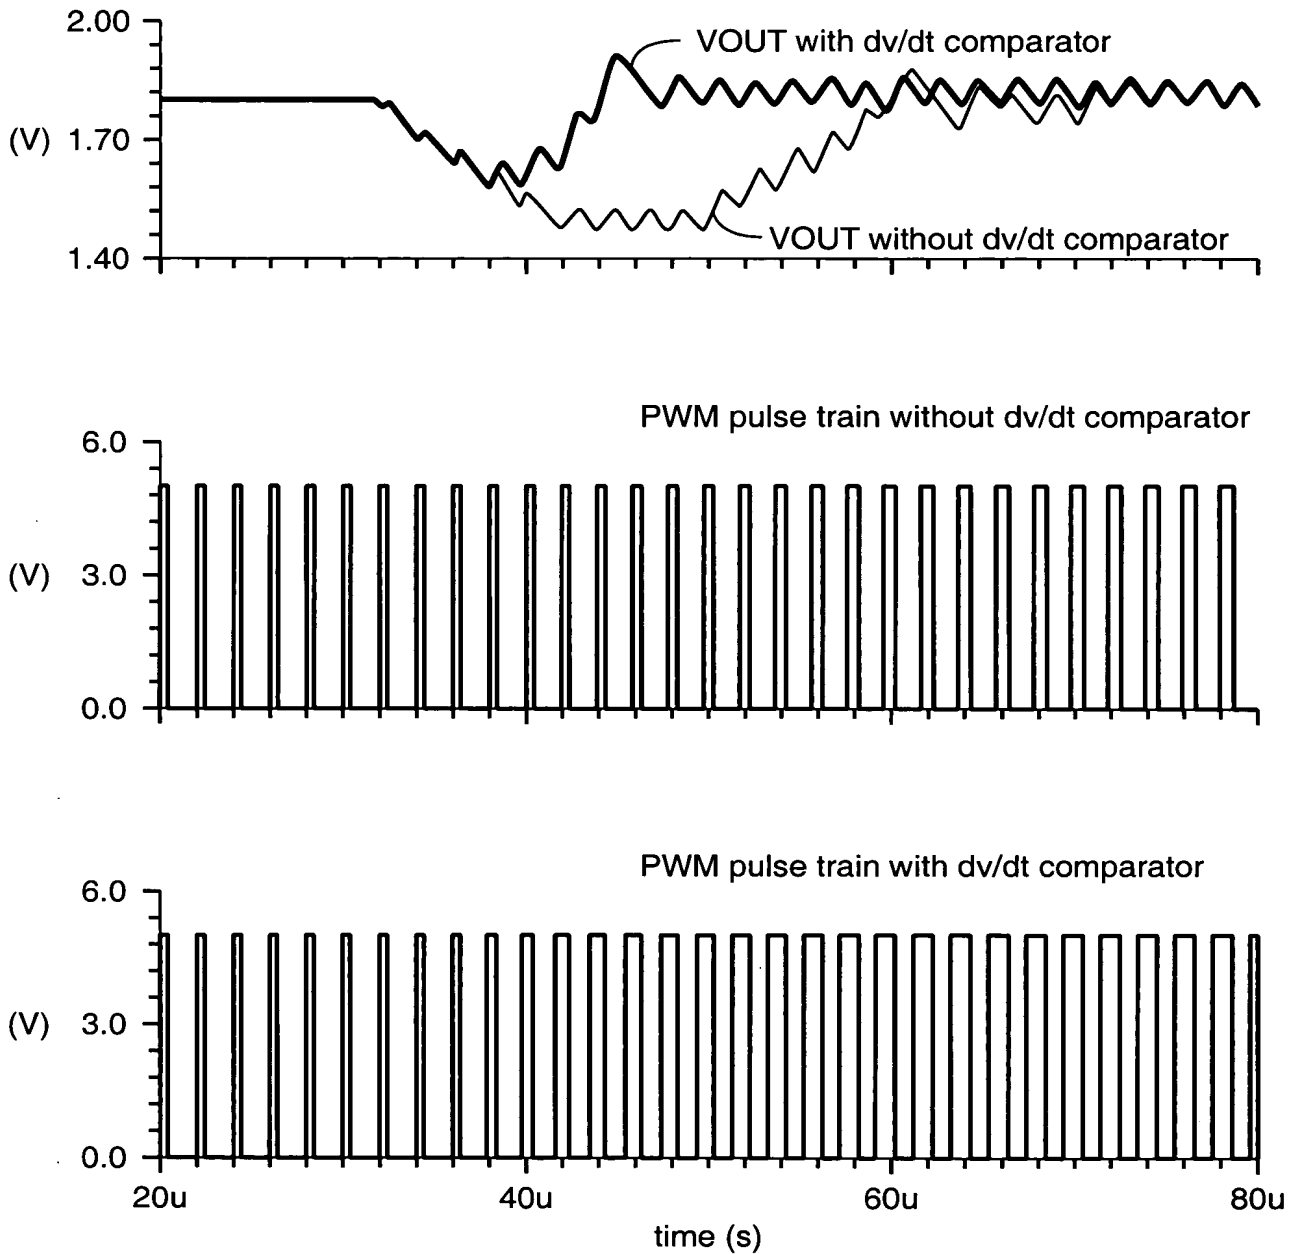 2.00
VOUT with dv/dt comparator
(V)
1.70
VOUT without dv/dt comparator
1.40
PWM pulse train without dv/dt comparator
6.0
(V)
3.0
0.0
PWM pulse train with dv/dt comparator
6.0
(V)
3.0
0.0
20u
40u
60u
80u
time (s)